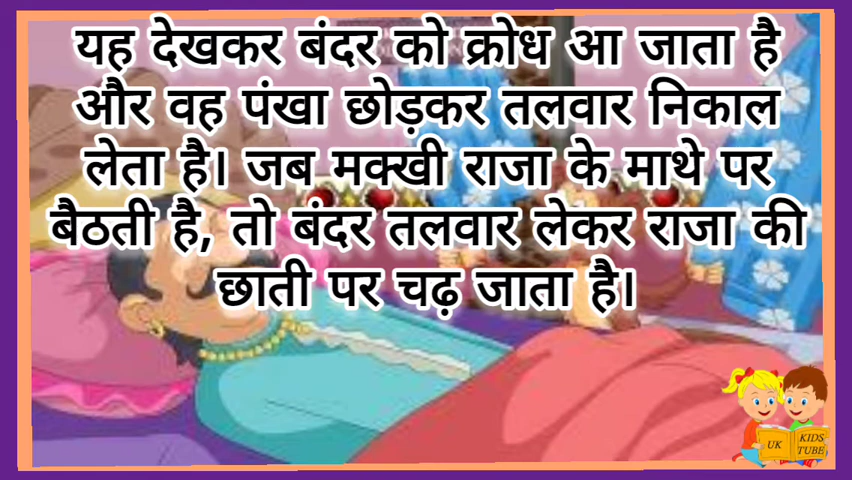 यह देखकर बंदर को क्रोध आ जाता है
और वह पंखा छोड़कर तलवार निकाल
लेता है। जब मक्खी राजा के माथे पर
बैठती है, तो बंदर तलवार लेकर राजा की
छाती पर चढ़ जाता है।
UK KIDS
TUBE